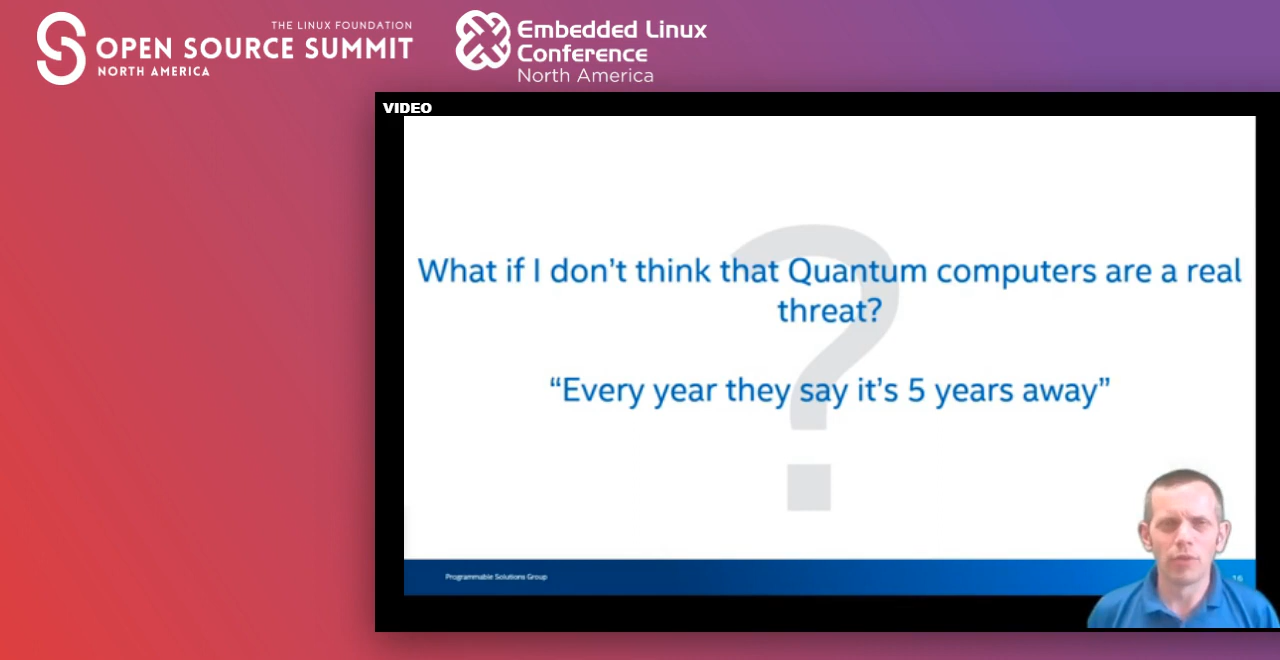 THE LINUX FOUNDATION
OPEN SOURCE SUMMIT
NORTH AMERICA
Embedded Linux
Conference
North America
VIDEO
What if I don’t think that Quantum computers are a real
threat?
“Every year they say it’s 5 years away”
Programmable Solutions Group
16